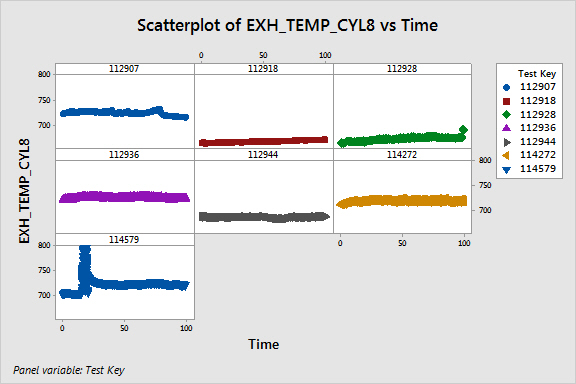 Scatterplot of EXH_TEMP_CYL8 vs Time
0 50 100
112907 112918 112928
800
750
700
112936 112944 114272
800
750
700
114579
800
750
700
0 50 100
0 50 100
EXH_TEMP_CYL8
Time
Test Key
112907
112918
112928
112936
112944
114272
114579
Panel variable: Test Key